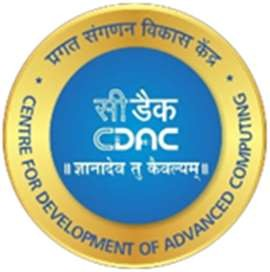 प्रगत संगणन विकास केंद्र
सी डैक
CDAC
॥ ज्ञानादेव तु कैवल्यम् ॥
CENTRE FOR DEVELOPMENT OF ADVANCED COMPUTING